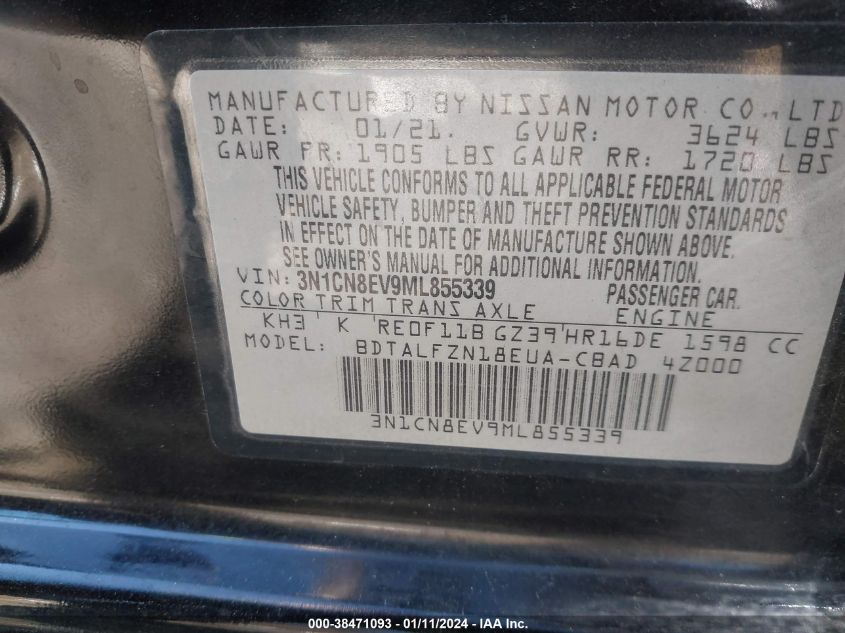 MANUFACTURED BY NISSAN MOTOR CO., LTD
DATE: 01/21. GVWR: 3624 LBS
GAWR FR: 1905 LBS GAWR RR: 1720 LBS
THIS VEHICLE CONFORMS TO ALL APPLICABLE FEDERAL MOTOR
VEHICLE SAFETY, BUMPER AND THEFT PREVENTION STANDARDS
IN EFFECT ON THE DATE OF MANUFACTURE SHOWN ABOVE.
SEE OWNER'S MANUAL FOR ADDITIONAL INFORMATION.
VIN: 3N1CN8EV9ML855339 PASSENGER CAR.
COLOR TRIM TRANS AXLE ENGINE
KH3 K RE0F11B GZ39 HR16DE 1598 CC
MODEL: BDTALFZN18EUA-CBAD 4Z000
3N1CN8EV9ML855339
000-38471093 - 01/11/2024 - IAA Inc.